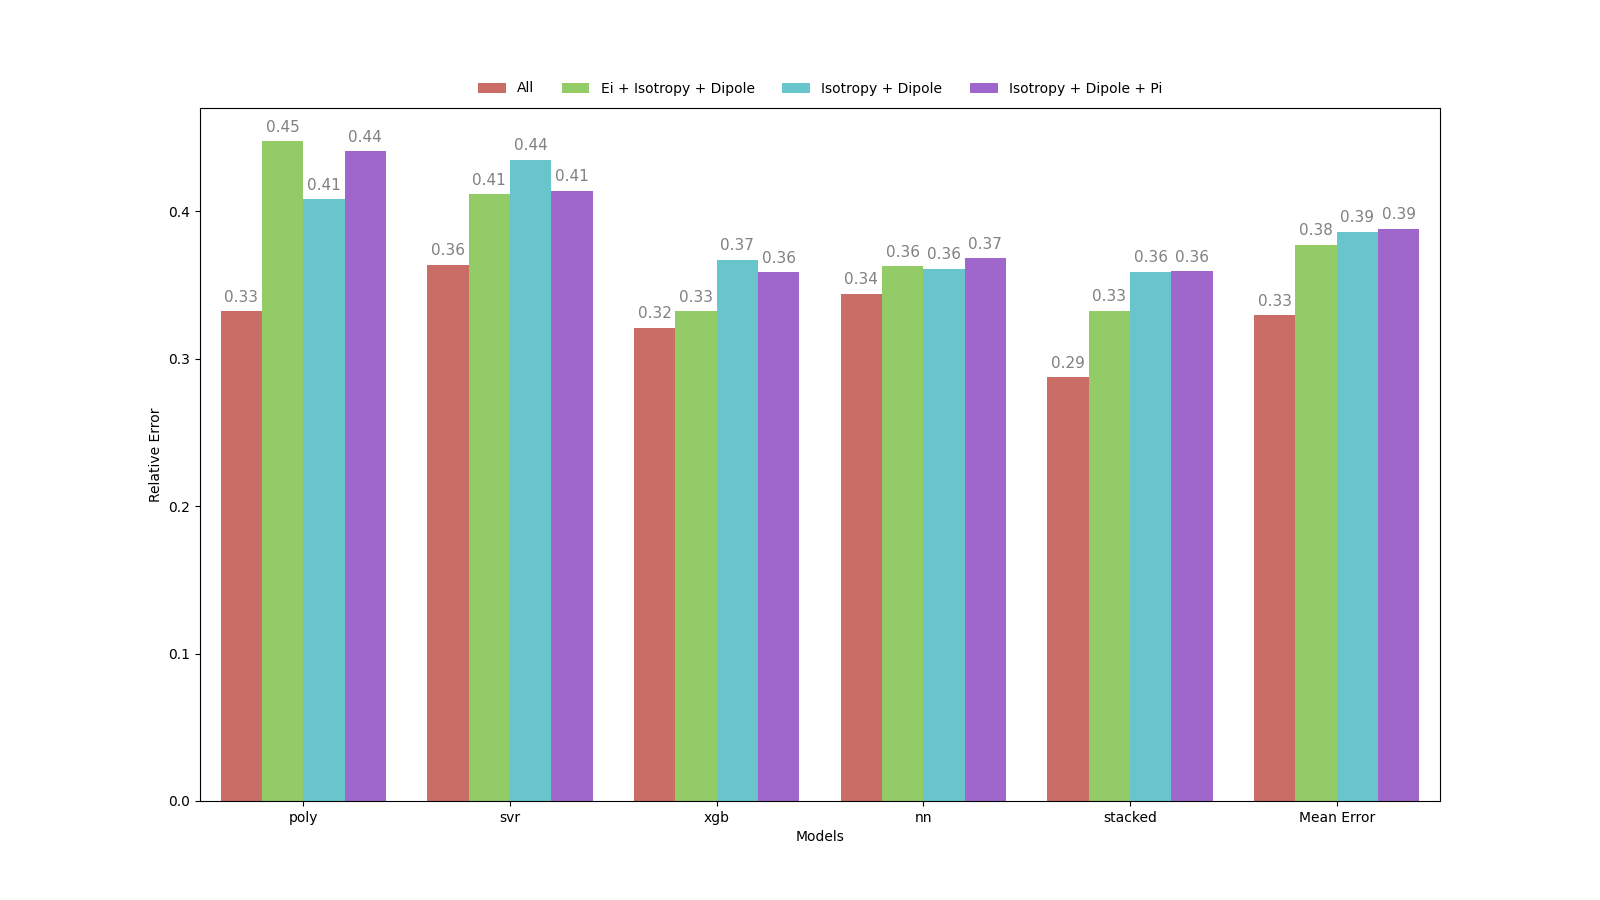 All Ei + Isotropy + Dipole Isotropy + Dipole Isotropy + Dipole + Pi
0.45 0.44 0.44
0.41 0.41 0.41
0.4
0.39 0.39
0.38
0.36 0.37 0.36 0.36 0.36 0.37 0.36 0.36
0.33 0.32 0.33 0.34 0.33 0.33
0.3
0.29
Relative Error
0.2
0.1
0.0
poly svr xgb nn stacked Mean Error
Models